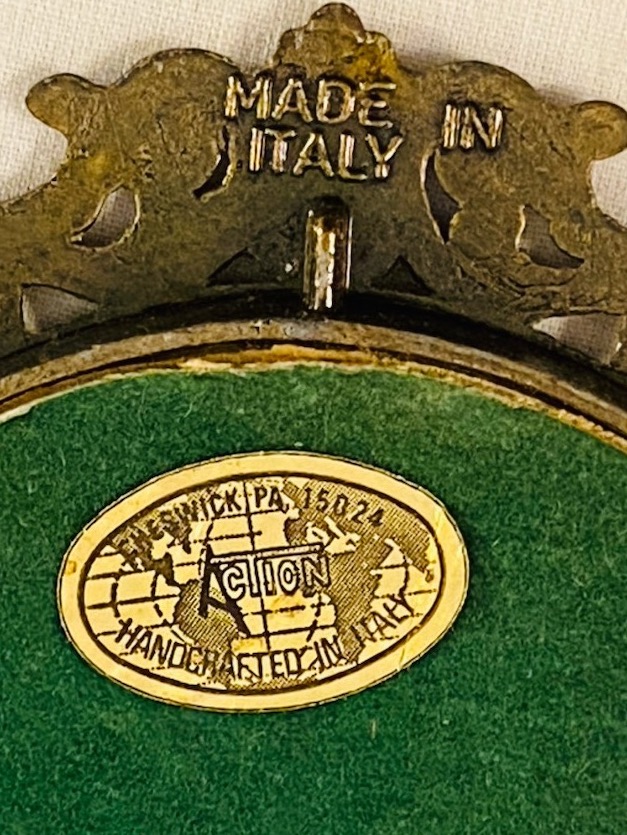 MADE IN
ITALY
CHESWICK PA 15024
ACTION
HANDCRAFTED IN ITALY